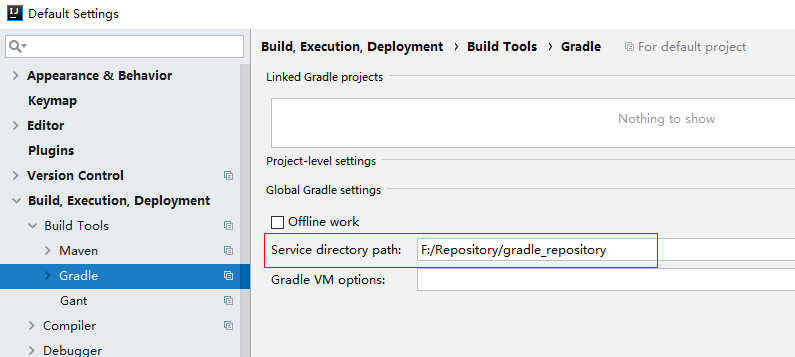 IJ Default Settings
Build, Execution, Deployment › Build Tools › Gradle For default project
Appearance & Behavior
Keymap
Editor
Plugins
Version Control
Build, Execution, Deployment
Build Tools
Maven
Gradle
Gant
Compiler
Debugger
Linked Gradle projects
Nothing to show
Project-level settings
Global Gradle settings
Offline work
Service directory path: F:/Repository/gradle_repository
Gradle VM options: